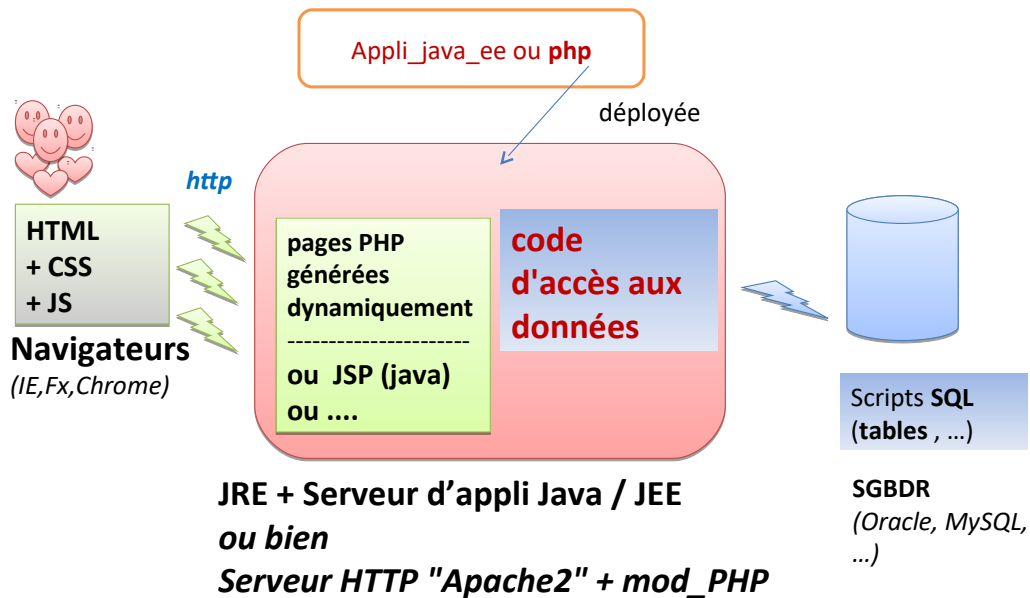 Appli_java_ee ou php
déployée
http
HTML
+ CSS
+ JS
Navigateurs
(IE,Fx,Chrome)
pages PHP
générées
dynamiquement
----------------------
ou JSP (java)
ou ....
code
d'accès aux
données
Scripts SQL
(tables , ...)
SGBDR
(Oracle, MySQL,
...)
JRE + Serveur d’appli Java / JEE
ou bien
Serveur HTTP "Apache2" + mod_PHP